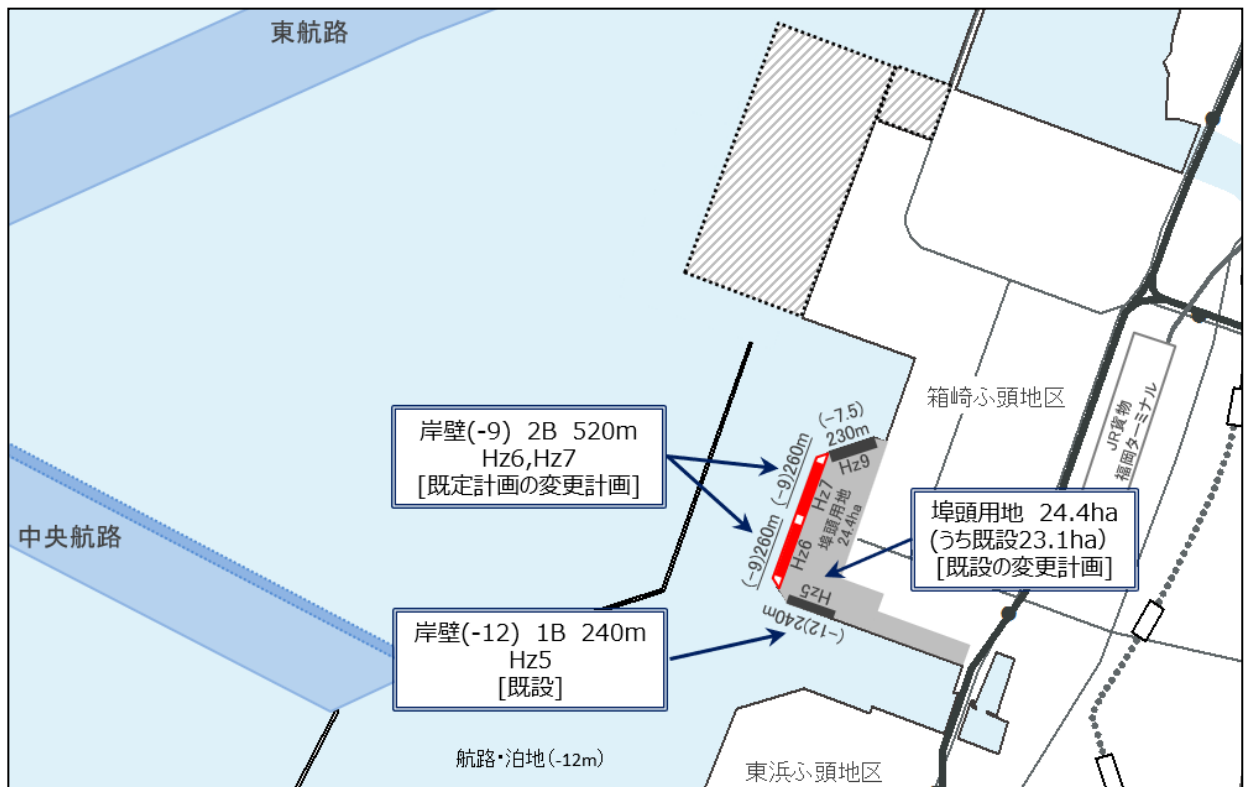 東航路
箱崎ふ頭地区
JR貨物
福岡ターミナル
岸壁(-9) 2B 520m
Hz6,Hz7
[既定計画の変更計画]
(-7.5)
230m
Hz9
(-9)260m
Hz7
(-9)260m
Hz6
埠頭用地
24.4ha
埠頭用地 24.4ha
(うち既設23.1ha)
[既設の変更計画]
中央航路
Hz5
(-12)240m
岸壁(-12) 1B 240m
Hz5
[既設]
航路・泊地(-12m)
東浜ふ頭地区